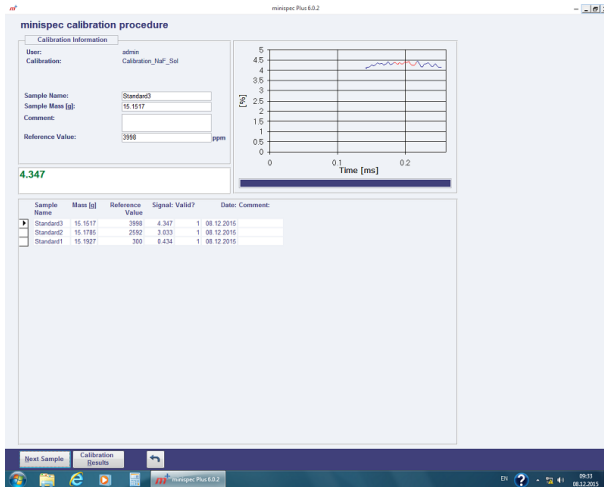 minispec Plus 6.0.2
minispec calibration procedure
Calibration Information
User: admin
Calibration: Calibration_NaF_Sol
Sample Name: Standard3
Sample Mass [g]: 15.1517
Comment:
Reference Value: 3998 ppm
4.347
5
4.5
4
3.5
3
2.5
2
1.5
1
0.5
0
[%]
0 0.1 0.2
Time [ms]
Sample Name Mass [g] Reference Value Signal: Valid? Date: Comment:
Standard3 15.1517 3998 4.347 1 08.12.2015
Standard2 15.1785 2592 3.033 1 08.12.2015
Standard1 15.1927 300 0.434 1 08.12.2015
Next Sample
Calibration Results
minispec Plus 6.0.2
EN
09:33
08.12.2015